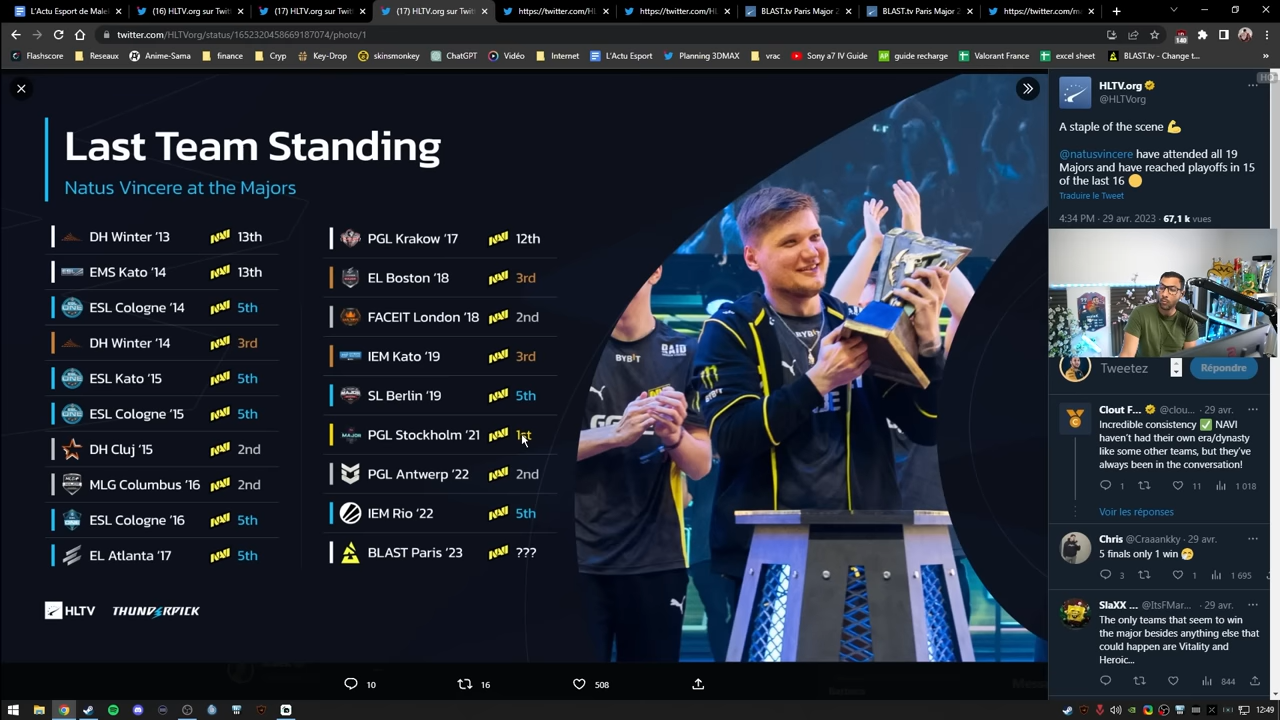 L'Actu Esport de Malei
(16) HLTV.org sur Twitt
(17) HLTV.org sur Twitt
(17) HLTV.org sur Twitt
https://twitter.com/HL
https://twitter.com/HL
BLAST.tv Paris Major 2
BLAST.tv Paris Major 2
https://twitter.com/m
twitter.com/HLTVorg/status/1652320458669187074/photo/1
140
Flashscore
Reseaux
Anime-Sama
finance
Cryp
Key-Drop
skinsmonkey
ChatGPT
Vidéo
Internet
L'Actu Esport
Planning 3DMAX
vrac
Sony a7 IV Guide
guide recharge
Valorant France
excel sheet
BLAST.tv - Change t...
Last Team Standing
Natus Vincere at the Majors
DH Winter '13 13th
EMS Kato '14 13th
ESL Cologne '14 5th
DH Winter '14 3rd
ESL Kato '15 5th
ESL Cologne '15 5th
DH Cluj '15 2nd
MLG Columbus '16 2nd
ESL Cologne '16 5th
EL Atlanta '17 5th
PGL Krakow '17 12th
EL Boston '18 3rd
FACEIT London '18 2nd
IEM Kato '19 3rd
SL Berlin '19 5th
PGL Stockholm '21 1st
PGL Antwerp '22 2nd
IEM Rio '22 5th
BLAST Paris '23 ???
HLTV THUNDERPICK
BYBIT
BYBIT
10
16
508
HLTV.org
@HLTVorg
A staple of the scene
@natusvincere have attended all 19
Majors and have reached playoffs in 15
of the last 16
Traduire le Tweet
4:34 PM · 29 avr. 2023 · 67,1 k vues
Tweetez
Répondre
Clout F... @clou... · 29 avr.
Incredible consistency ✅ NAVI
haven't had their own era/dynasty
like some other teams, but they've
always been in the conversation!
1 11 1 018
Voir les réponses
Chris @Craaankky · 29 avr.
5 finals only 1 win
3 1 1 695
SlaXX ... @ItsFMar... · 29 avr.
The only teams that seem to win
the major besides anything else that
could happen are Vitality and
Heroic...
844
12:49